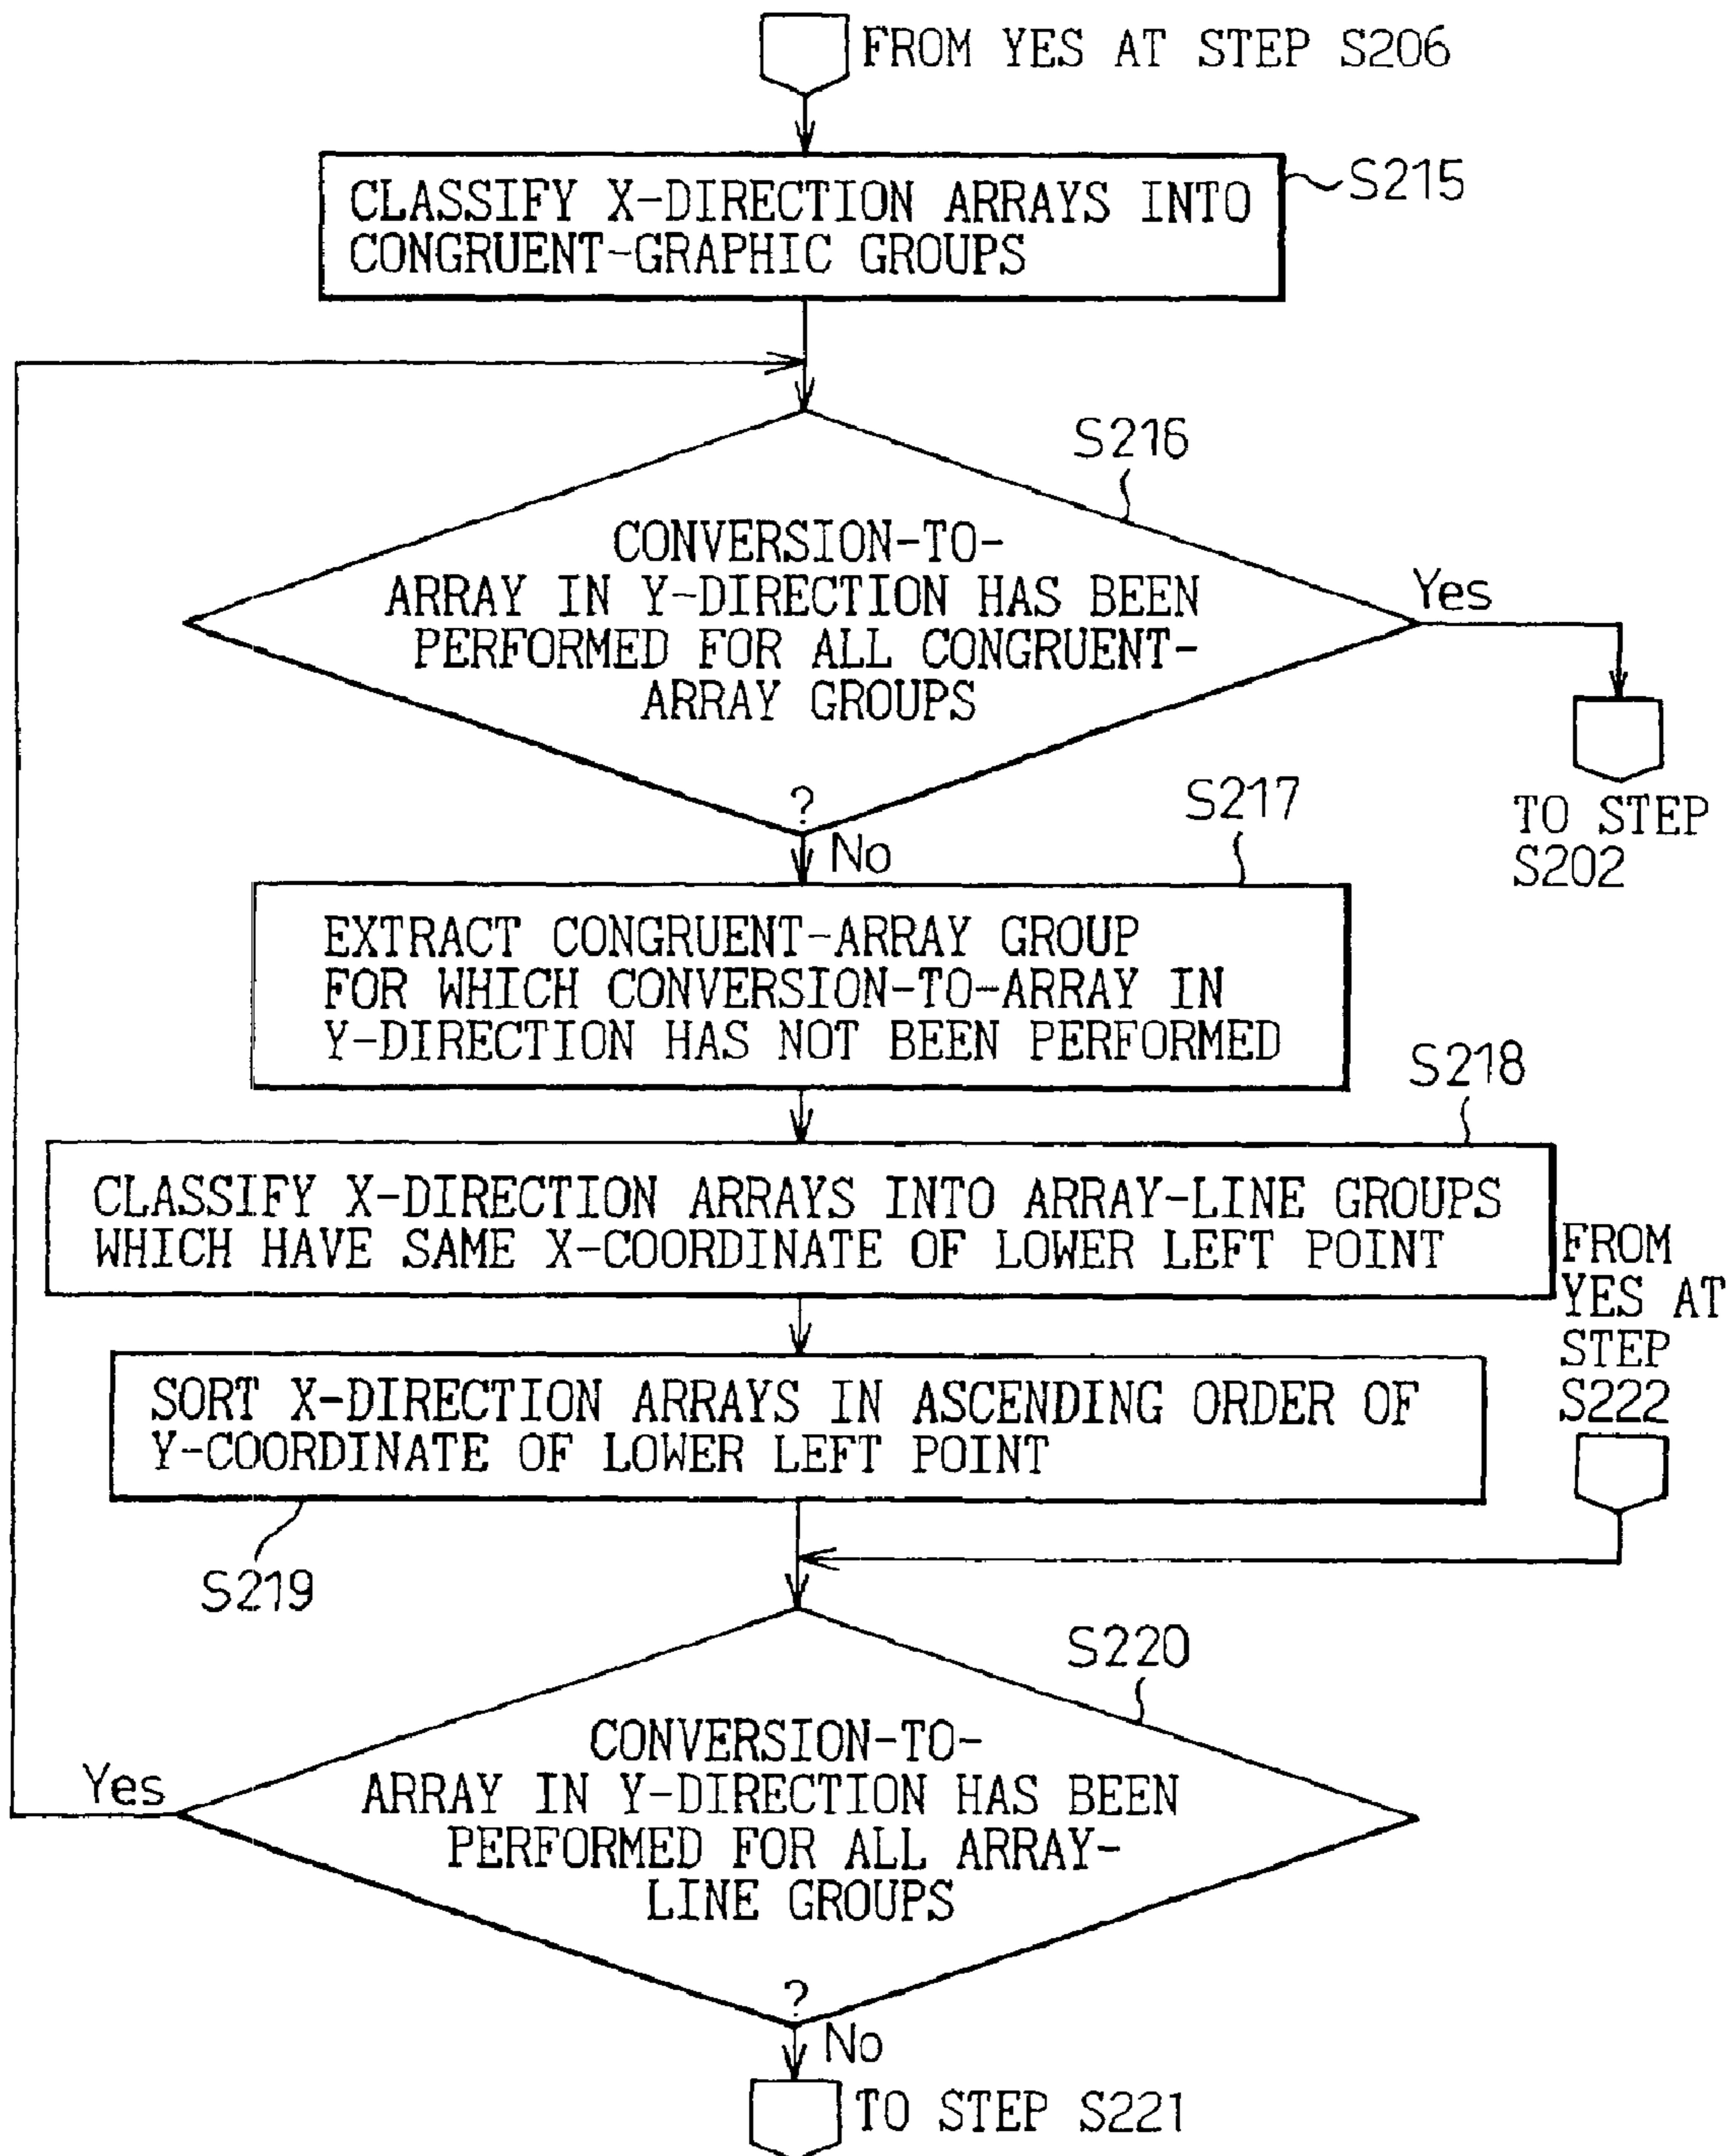 FROM YES AT STEP S206
CLASSIFY X-DIRECTION ARRAYS INTO
CONGRUENT-GRAPHIC GROUPS
S215
S216
CONVERSION-TO-
ARRAY IN Y-DIRECTION HAS BEEN
PERFORMED FOR ALL CONGRUENT-
ARRAY GROUPS
?
Yes
TO STEP
S202
No
S217
EXTRACT CONGRUENT-ARRAY GROUP
FOR WHICH CONVERSION-TO-ARRAY IN
Y-DIRECTION HAS NOT BEEN PERFORMED
S218
CLASSIFY X-DIRECTION ARRAYS INTO ARRAY-LINE GROUPS
WHICH HAVE SAME X-COORDINATE OF LOWER LEFT POINT
FROM
YES AT
STEP
S222
SORT X-DIRECTION ARRAYS IN ASCENDING ORDER OF
Y-COORDINATE OF LOWER LEFT POINT
S219
S220
CONVERSION-TO-
ARRAY IN Y-DIRECTION HAS BEEN
PERFORMED FOR ALL ARRAY-
LINE GROUPS
?
Yes
No
TO STEP S221